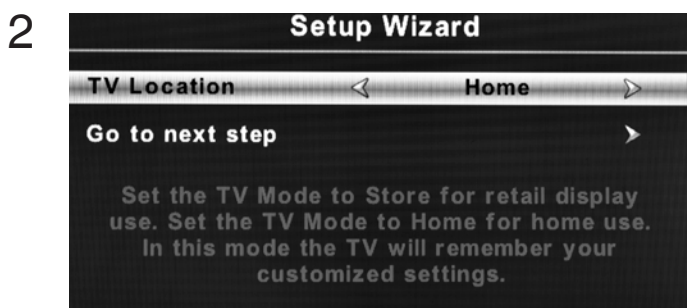 2
Setup Wizard
TV Location Home
Go to next step
Set the TV Mode to Store for retail display
use. Set the TV Mode to Home for home use.
In this mode the TV will remember your
customized settings.